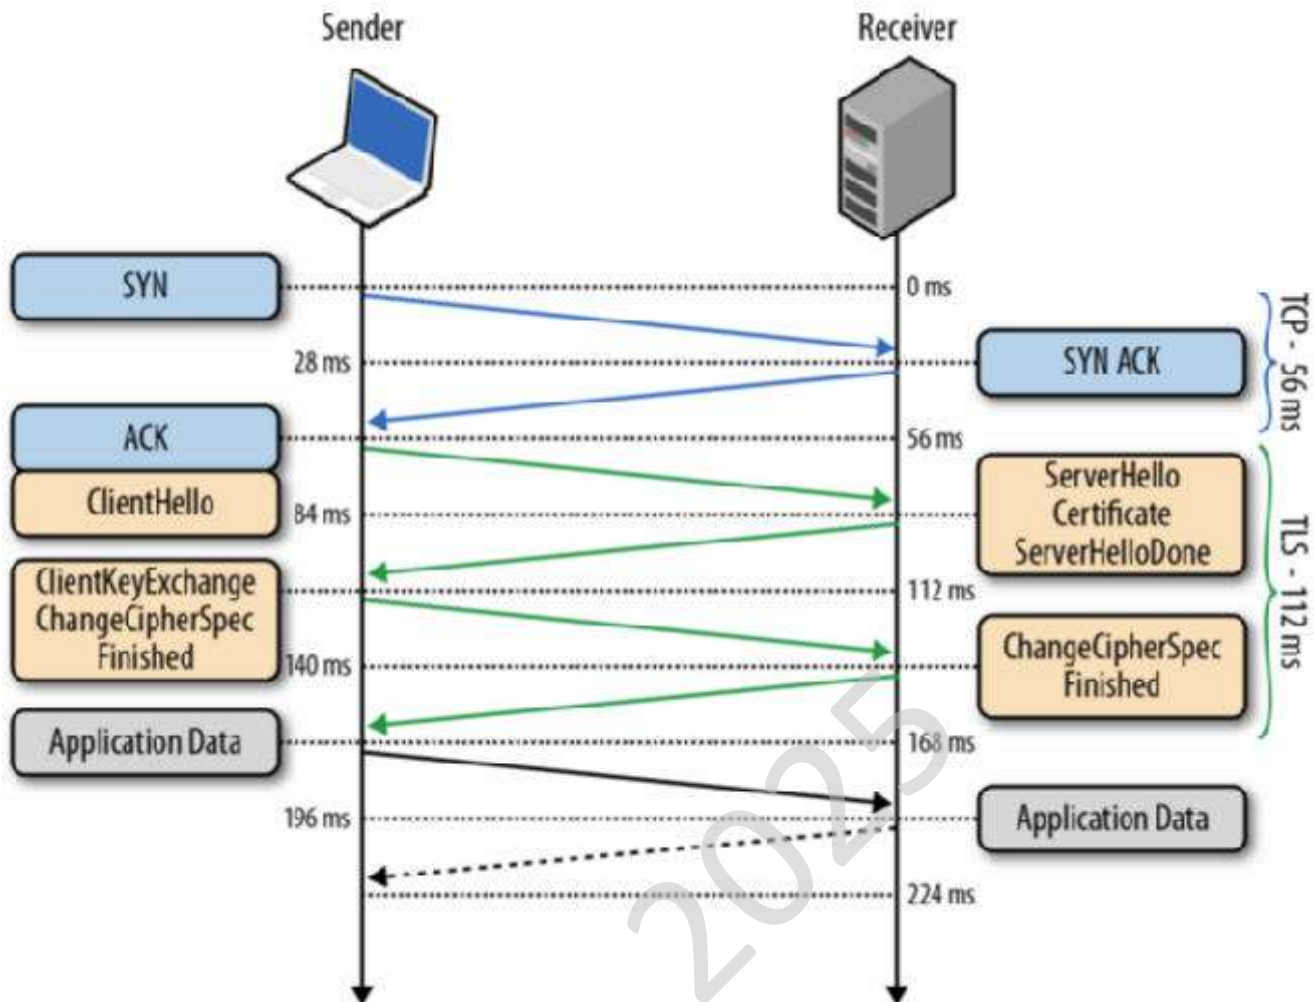 Sender
Receiver
SYN
0 ms
28 ms
SYN ACK
TCP - 56 ms
ACK
56 ms
ClientHello
84 ms
ServerHello
Certificate
ServerHelloDone
TLS - 112 ms
ClientKeyExchange
ChangeCipherSpec
Finished
112 ms
140 ms
ChangeCipherSpec
Finished
Application Data
168 ms
196 ms
Application Data
224 ms
2025